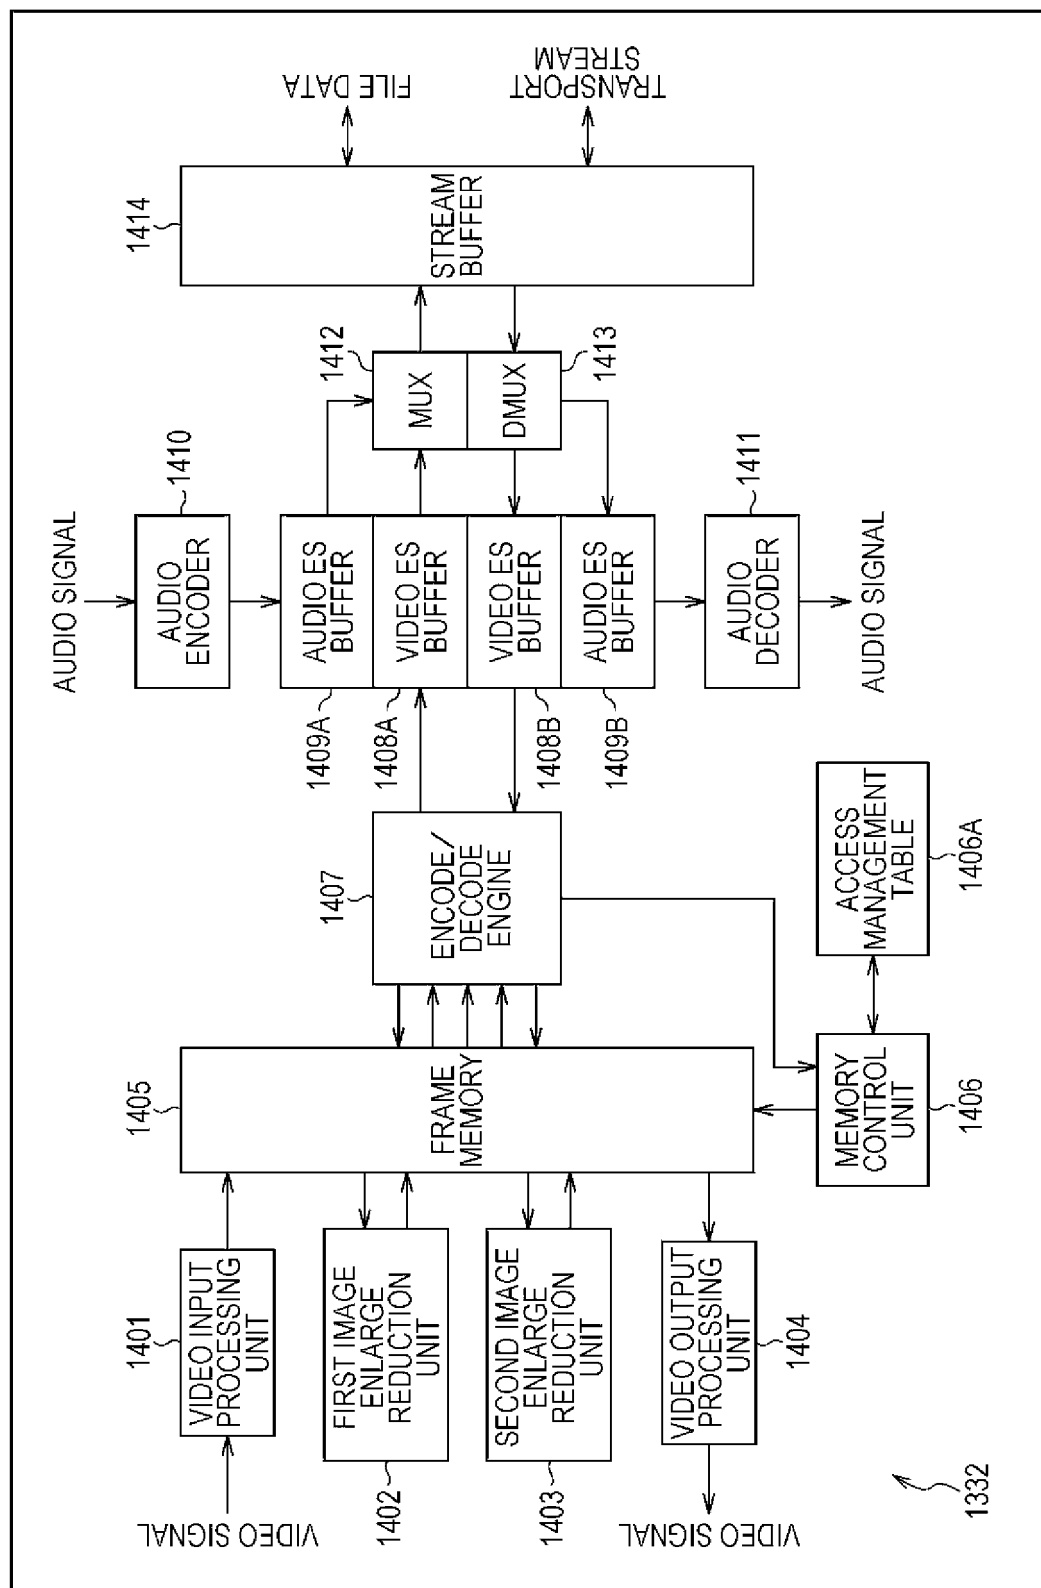 VIDEO SIGNAL
1401
VIDEO INPUT
PROCESSING
UNIT
1402
FIRST IMAGE
ENLARGE
REDUCTION
UNIT
1403
SECOND IMAGE
ENLARGE
REDUCTION
UNIT
VIDEO OUTPUT
PROCESSING
UNIT
1404
VIDEO SIGNAL
1332
1405
FRAME
MEMORY
MEMORY
CONTROL
UNIT
1406
ACCESS
MANAGEMENT
TABLE
1406A
1407
ENCODE/
DECODE
ENGINE
AUDIO SIGNAL
1410
AUDIO
ENCODER
1409A
AUDIO ES
BUFFER
1408A
VIDEO ES
BUFFER
1408B
VIDEO ES
BUFFER
1409B
AUDIO ES
BUFFER
1411
AUDIO
DECODER
AUDIO SIGNAL
1412
MUX
DMUX
1413
1414
STREAM
BUFFER
FILE DATA
TRANSPORT
STREAM